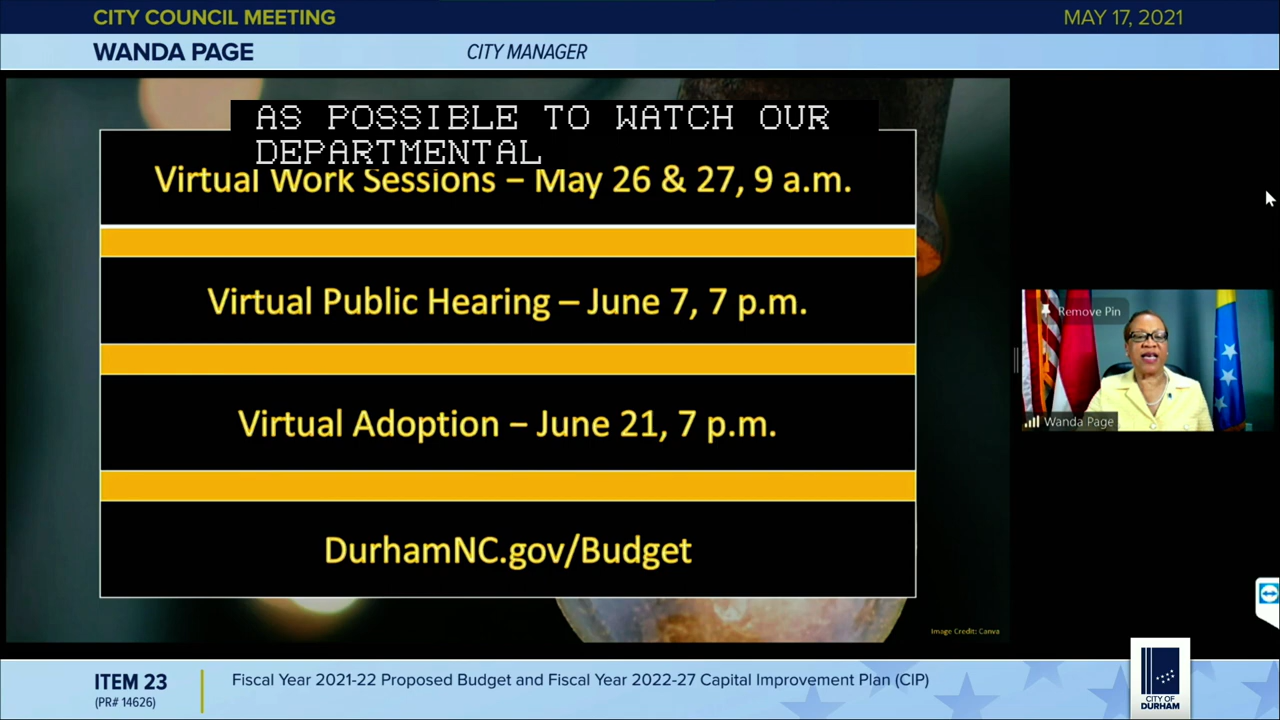 CITY COUNCIL MEETING
MAY 17, 2021
WANDA PAGE
CITY MANAGER
AS POSSIBLE TO WATCH OUR
DEPARTMENTAL
Virtual Work Sessions – May 26 & 27, 9 a.m.
Virtual Public Hearing – June 7, 7 p.m.
Virtual Adoption – June 21, 7 p.m.
DurhamNC.gov/Budget
Remove Pin
Wanda Page
Image Credit: Canva
ITEM 23
(PR# 14626)
Fiscal Year 2021-22 Proposed Budget and Fiscal Year 2022-27 Capital Improvement Plan (CIP)
CITY OF
DURHAM